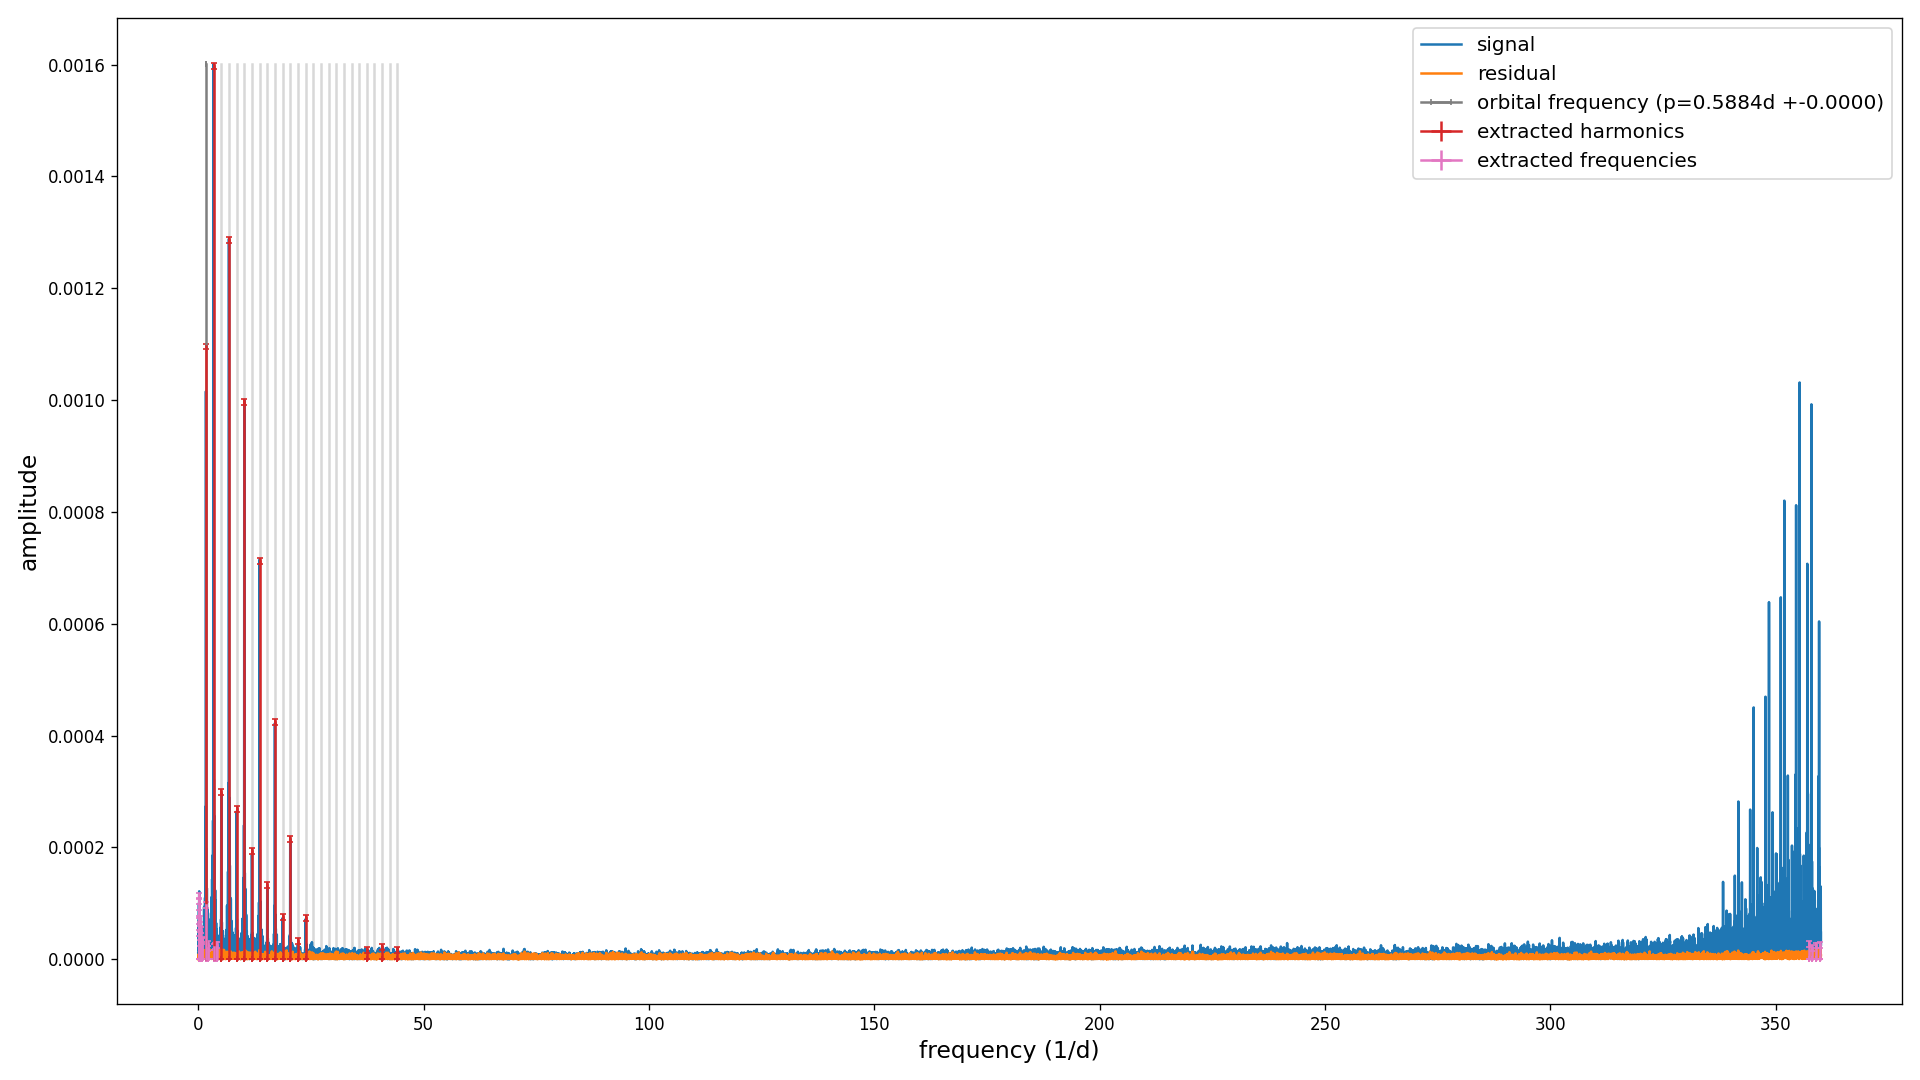 signal
residual
orbital frequency (p=0.5884d +-0.0000)
extracted harmonics
extracted frequencies
0.0016
0.0014
0.0012
0.0010
0.0008
0.0006
0.0004
0.0002
0.0000
amplitude
0 50 100 150 200 250 300 350
frequency (1/d)